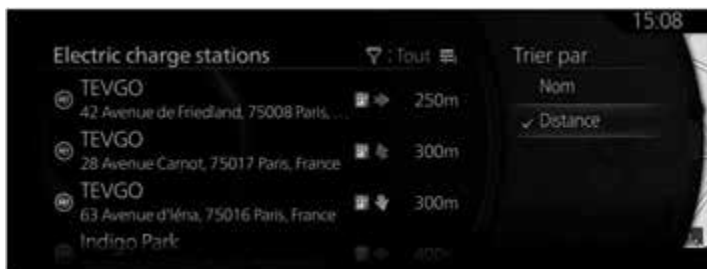 15:08
Electric charge stations
: Tout
Trier par
TEVGO
42 Avenue de Friedland, 75008 Paris, ...
250m
Nom
Distance
TEVGO
28 Avenue Carnot, 75017 Paris, France
300m
TEVGO
63 Avenue d'Iéna, 75016 Paris, France
300m
Indigo Park
400m